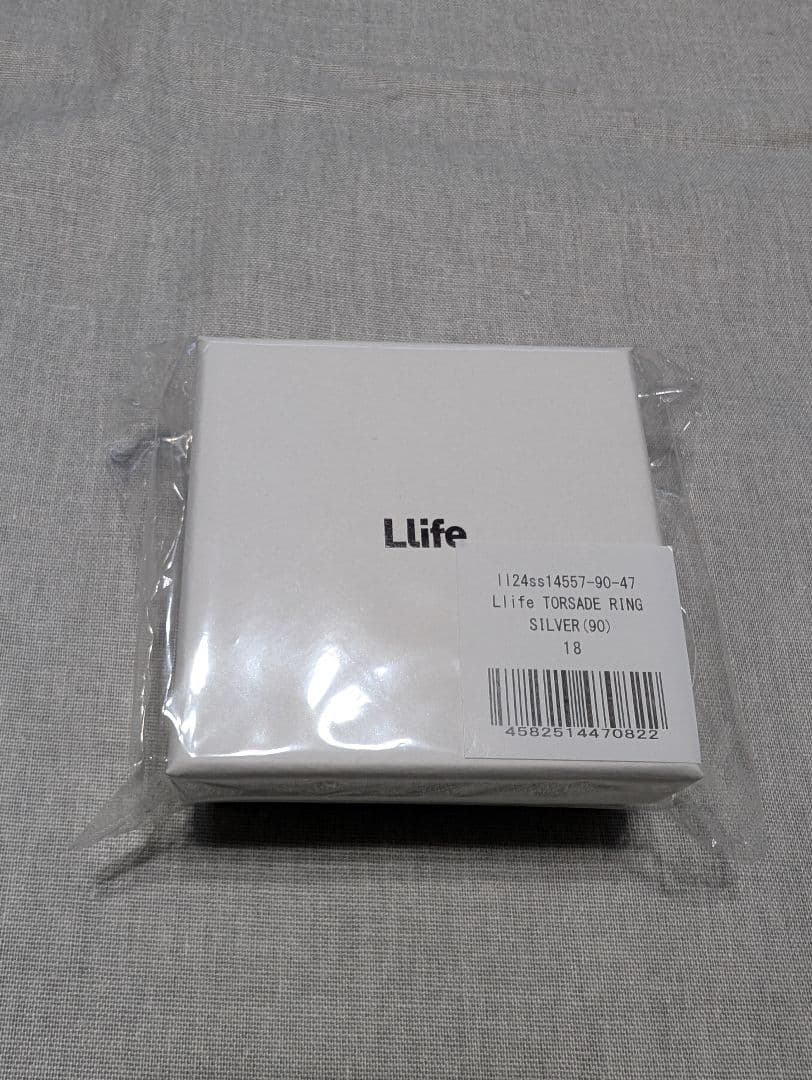 Llife
ll24ss14557-90-47
Llife TORSADE RING
SILVER(90)
18
4582514470822